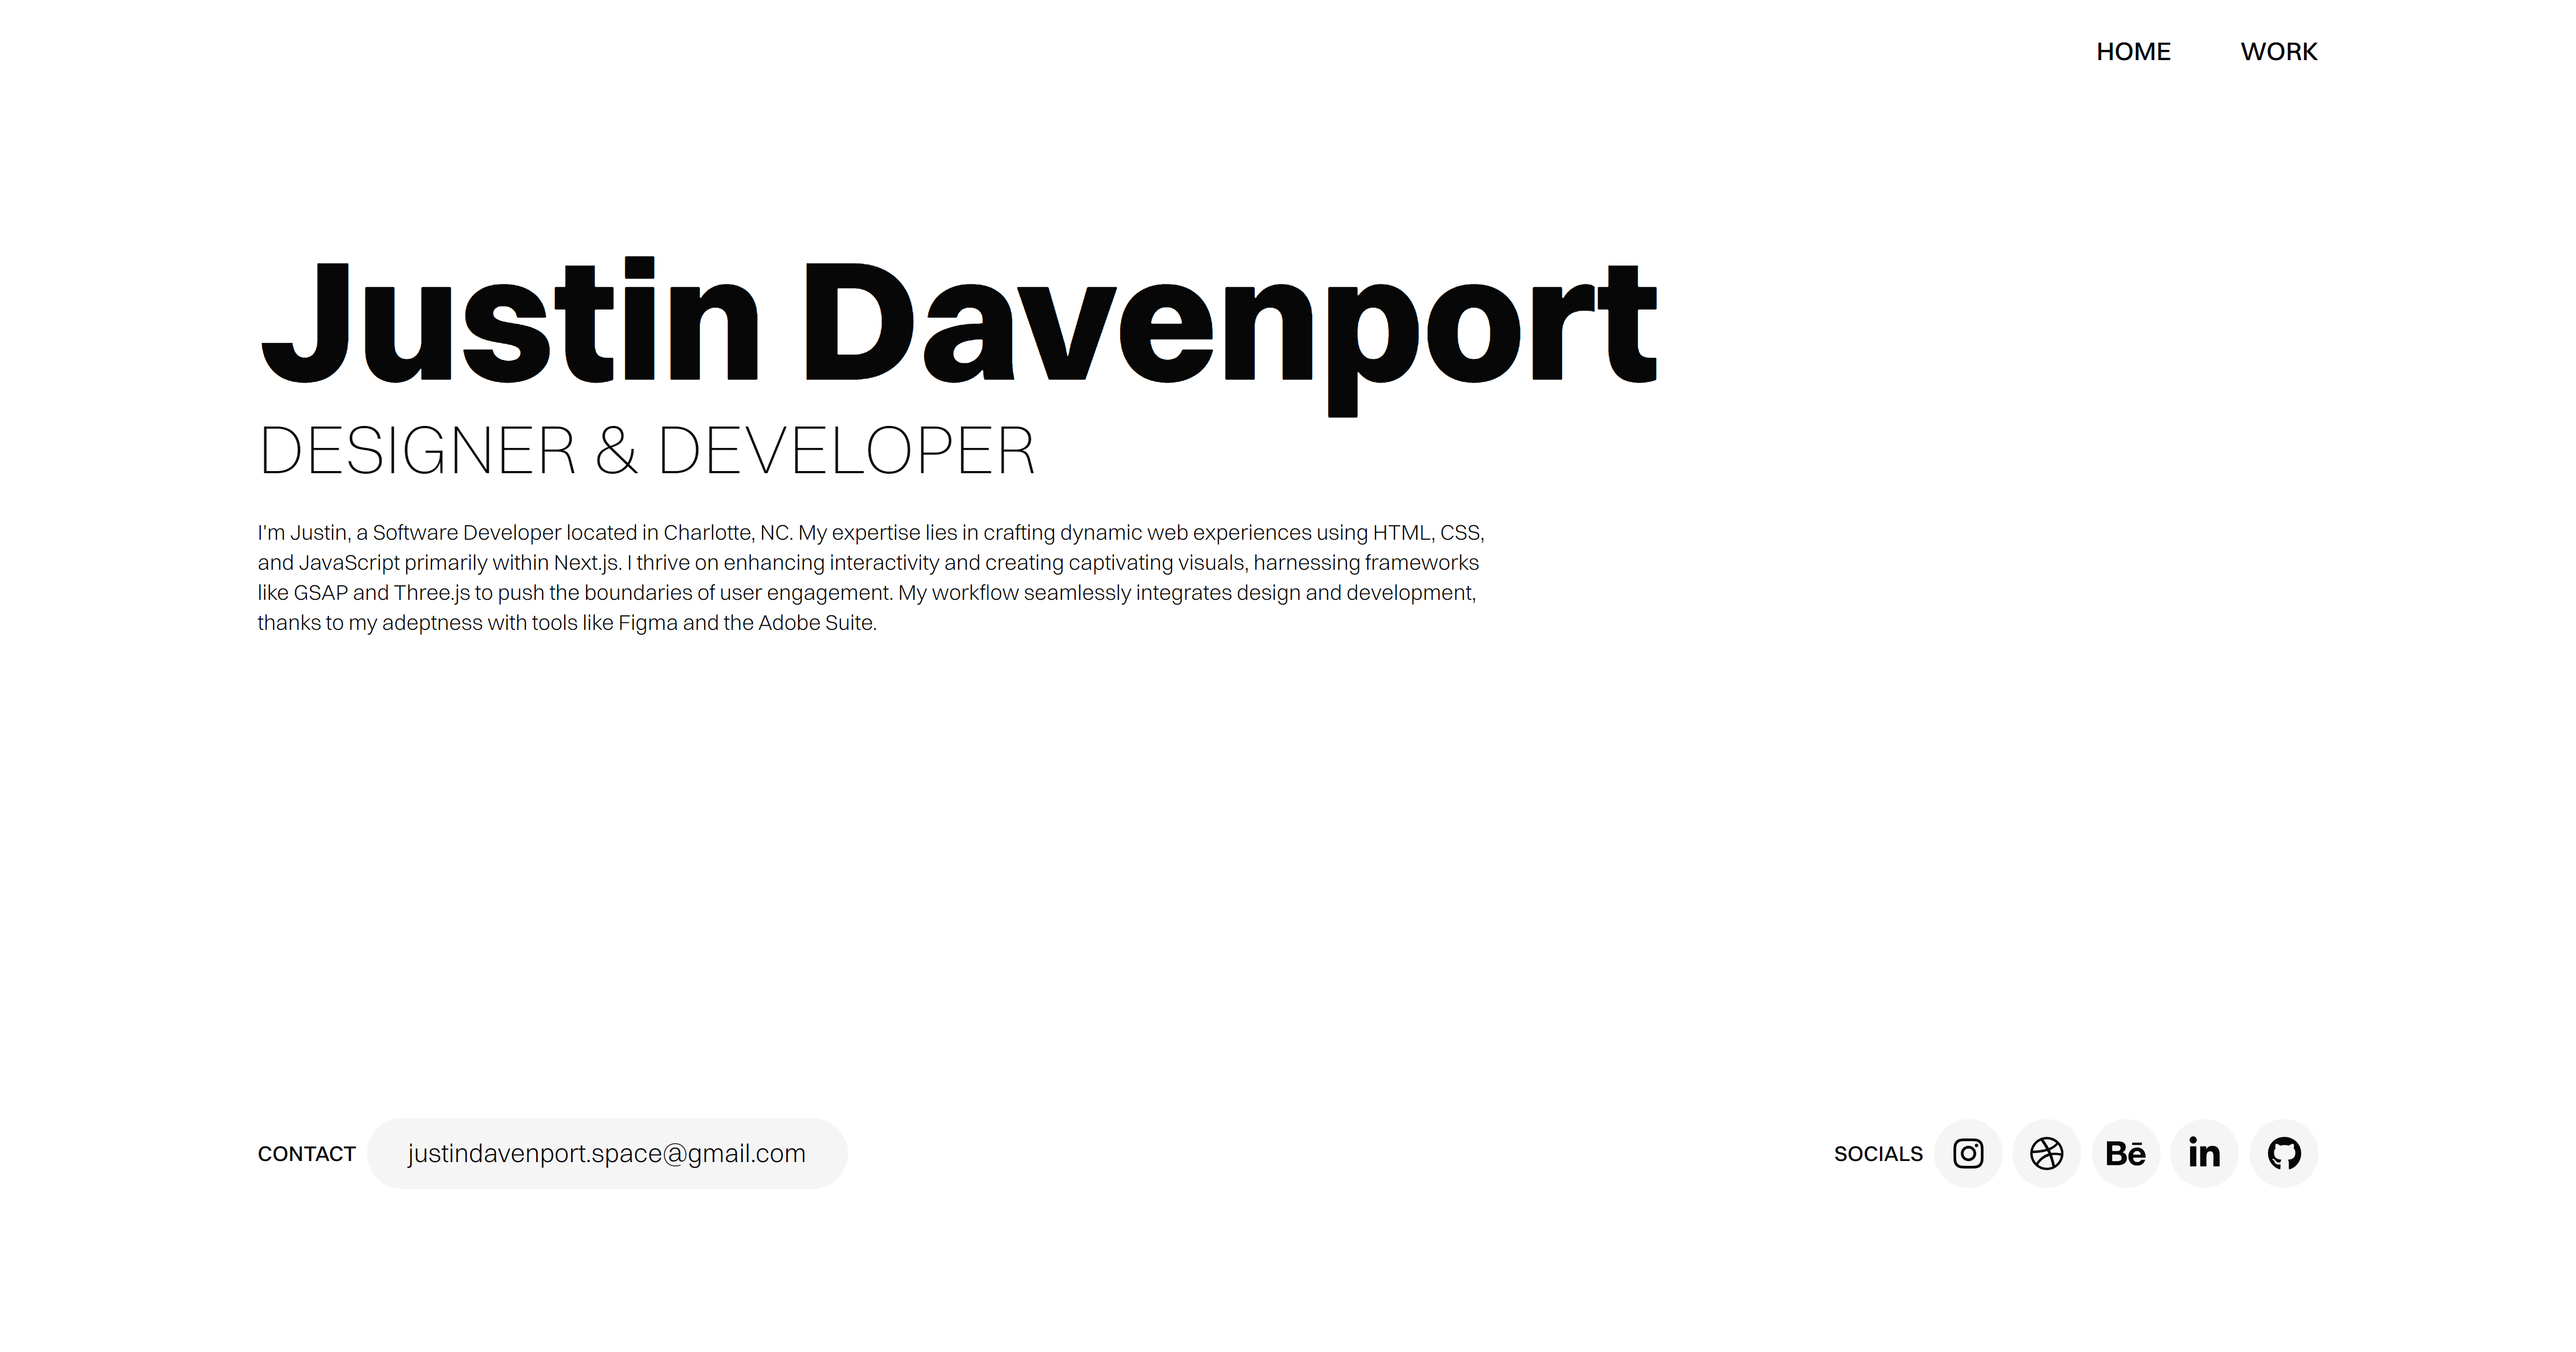 HOME WORK
Justin Davenport
DESIGNER & DEVELOPER
I'm Justin, a Software Developer located in Charlotte, NC. My expertise lies in crafting dynamic web experiences using HTML, CSS,
and JavaScript primarily within Next.js. I thrive on enhancing interactivity and creating captivating visuals, harnessing frameworks
like GSAP and Three.js to push the boundaries of user engagement. My workflow seamlessly integrates design and development,
thanks to my adeptness with tools like Figma and the Adobe Suite.
CONTACT justindavenport.space@gmail.com SOCIALS Bē in